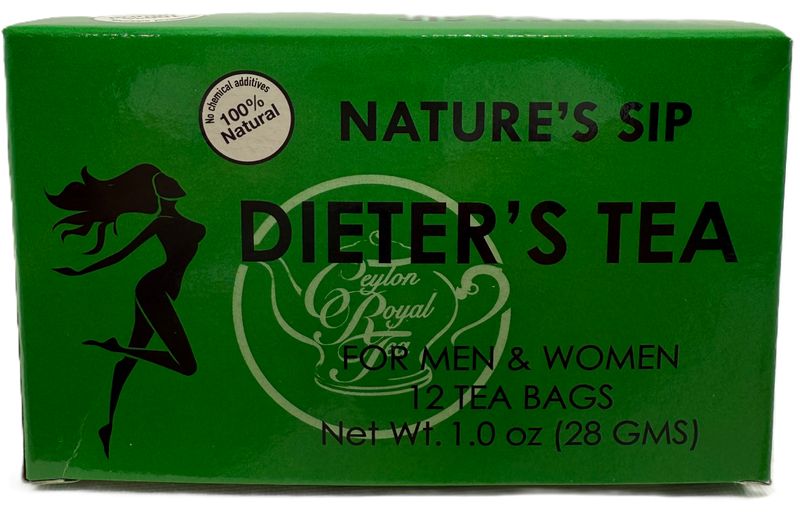 No chemical additives
100%
Natural
NATURE'S SIP
DIETER'S TEA
Ceylon
Royal
Tea
FOR MEN & WOMEN
12 TEA BAGS
Net Wt. 1.0 oz (28 GMS)